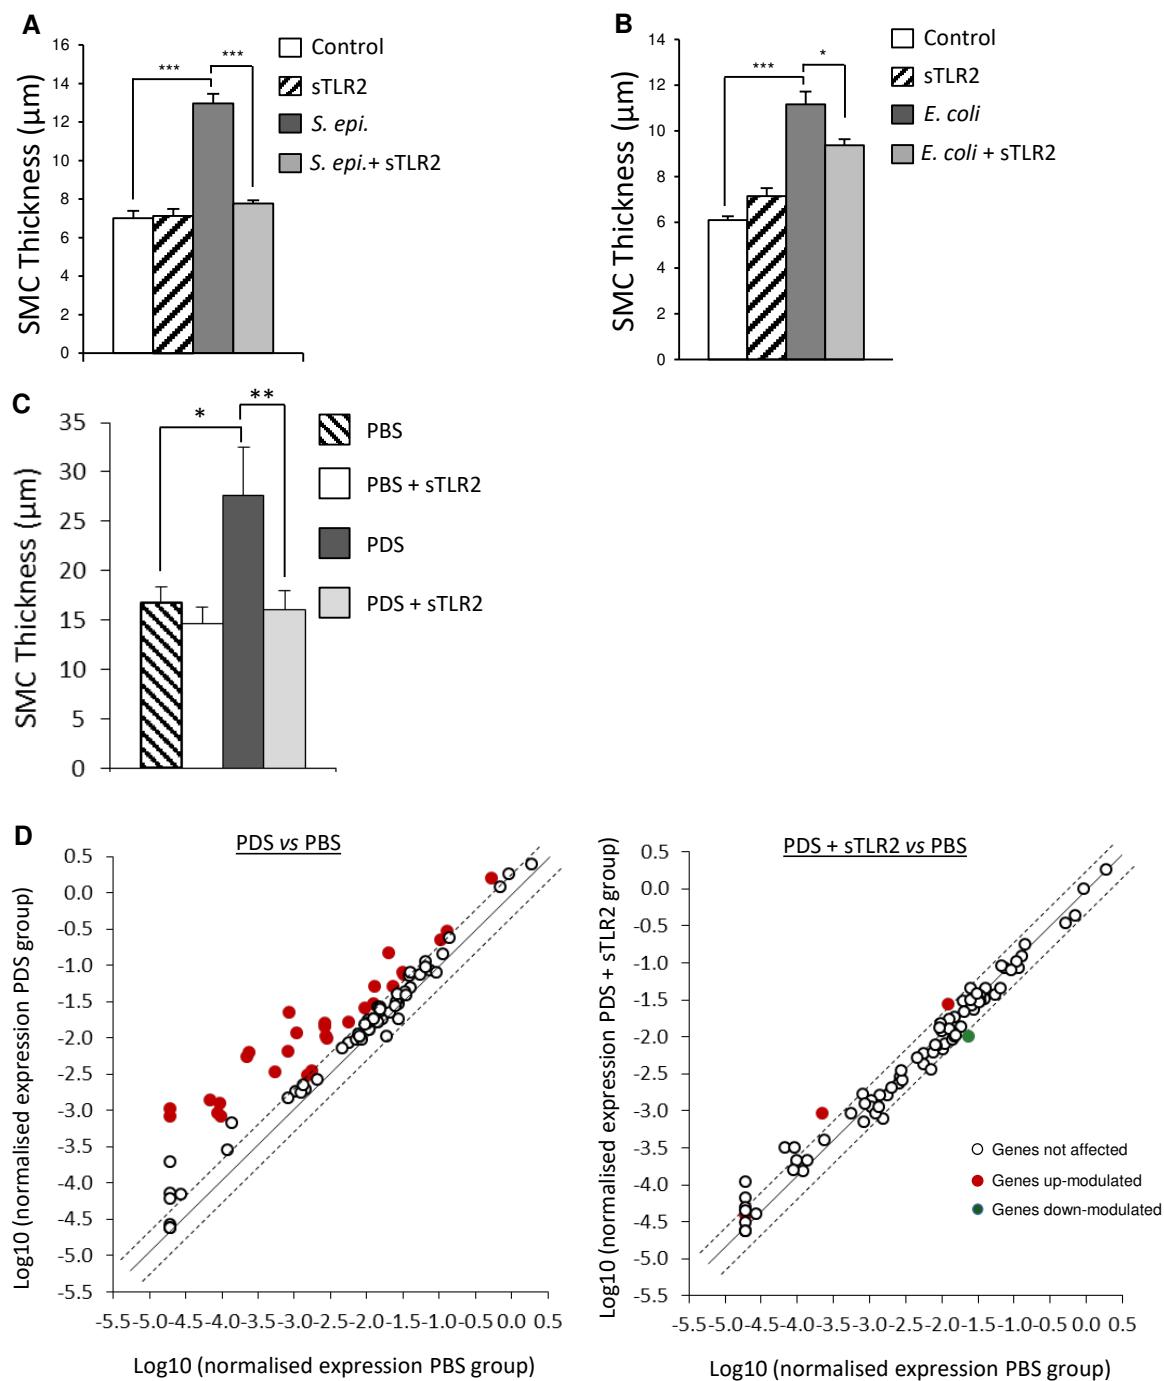 A
SMC Thickness (µm)
16
14
12
10
8
6
4
2
0
***
***
Control
sTLR2
S. epi.
S. epi.+ sTLR2
B
SMC Thickness (µm)
14
12
10
8
6
4
2
0
***
*
Control
sTLR2
E. coli
E. coli + sTLR2
C
SMC Thickness (µm)
35
30
25
20
15
10
5
0
*
**
PBS
PBS + sTLR2
PDS
PDS + sTLR2
D
PDS vs PBS
Log10 (normalised expression PDS group)
0.5
0.0
-0.5
-1.0
-1.5
-2.0
-2.5
-3.0
-3.5
-4.0
-4.5
-5.0
-5.5
-5.5 -5.0 -4.5 -4.0 -3.5 -3.0 -2.5 -2.0 -1.5 -1.0 -0.5 0.0 0.5
Log10 (normalised expression PBS group)
PDS + sTLR2 vs PBS
Log10 (normalised expression PDS + sTLR2 group)
0.5
0.0
-0.5
-1.0
-1.5
-2.0
-2.5
-3.0
-3.5
-4.0
-4.5
-5.0
-5.5
Genes not affected
Genes up-modulated
Genes down-modulated
-5.5 -5.0 -4.5 -4.0 -3.5 -3.0 -2.5 -2.0 -1.5 -1.0 -0.5 0.0 0.5
Log10 (normalised expression PBS group)